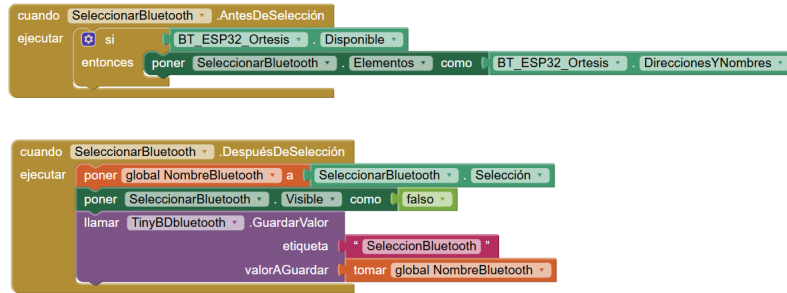 cuando SeleccionarBluetooth .AntesDeSelección
ejecutar si BT_ESP32_Ortesis . Disponible
entonces poner SeleccionarBluetooth . Elementos como BT_ESP32_Ortesis . DireccionesYNombres
cuando SeleccionarBluetooth .DespuésDeSelección
ejecutar poner global NombreBluetooth a SeleccionarBluetooth . Selección
poner SeleccionarBluetooth . Visible como falso
llamar TinyBDbluetooth .GuardarValor
etiqueta " SeleccionBluetooth "
valorAGuardar tomar global NombreBluetooth